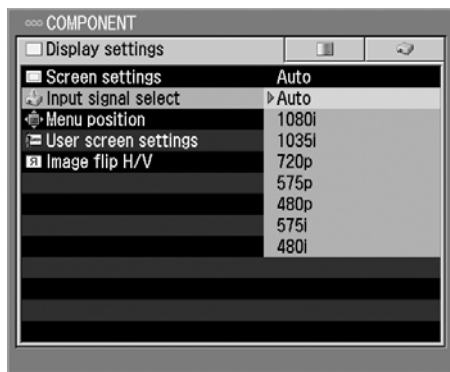 COMPONENT
Display settings
Screen settings Auto
Input signal select Auto
Menu position 1080i
User screen settings 1035i
Image flip H/V 720p
575p
480p
575i
480i